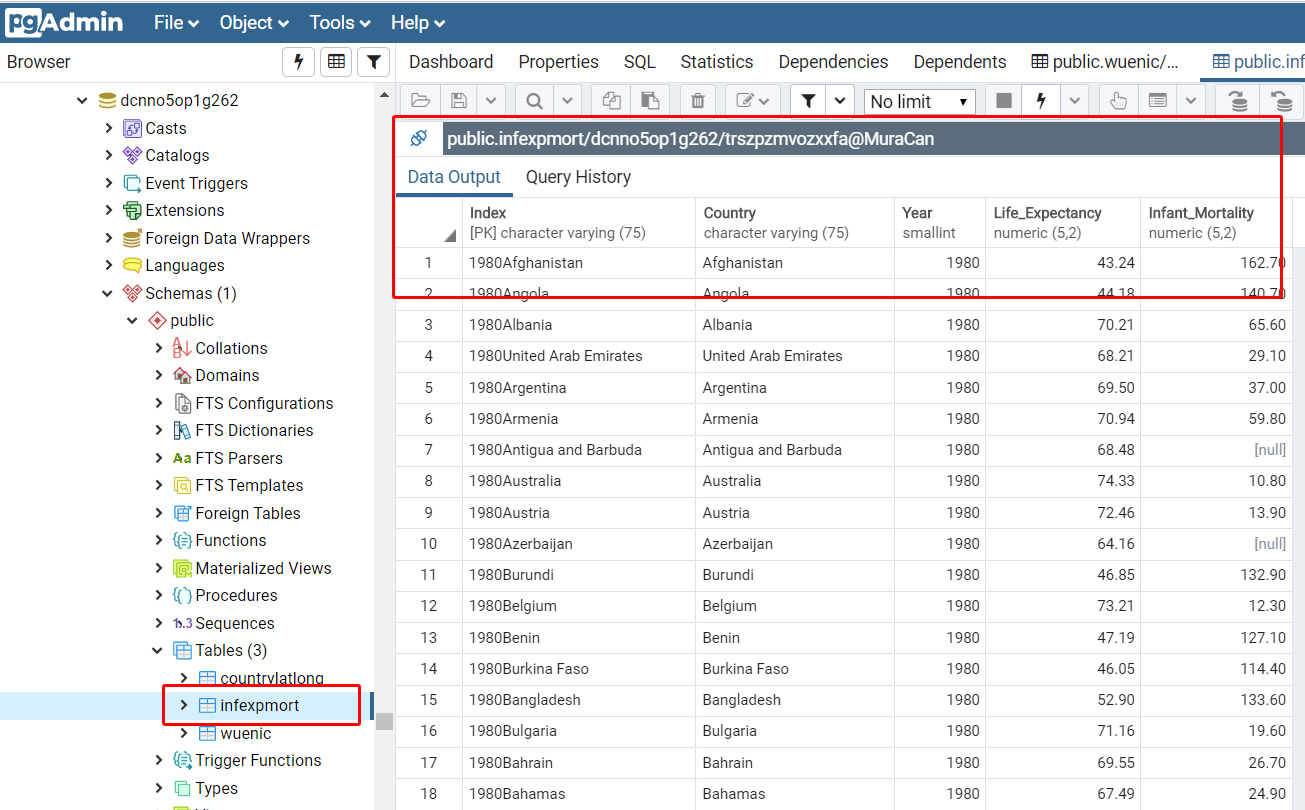 pgAdmin File Object Tools Help
Browser Dashboard Properties SQL Statistics Dependencies Dependents public.wuenic/... public.inf
No limit
dcnno5op1g262
Casts
Catalogs
Event Triggers
Extensions
Foreign Data Wrappers
Languages
Schemas (1)
public
Collations
Domains
FTS Configurations
FTS Dictionaries
Aa FTS Parsers
FTS Templates
Foreign Tables
Functions
Materialized Views
Procedures
1..3 Sequences
Tables (3)
countrylatlong
infexpmort
wuenic
Trigger Functions
Types
public.infexpmort/dcnno5op1g262/trszpzmvozxxfa@MuraCan
Data Output Query History
Index Country Year Life_Expectancy Infant_Mortality
[PK] character varying (75) character varying (75) smallint numeric (5,2) numeric (5,2)
1 1980Afghanistan Afghanistan 1980 43.24 162.70
2 1980Angola Angola 1980 44.18 140.70
3 1980Albania Albania 1980 70.21 65.60
4 1980United Arab Emirates United Arab Emirates 1980 68.21 29.10
5 1980Argentina Argentina 1980 69.50 37.00
6 1980Armenia Armenia 1980 70.94 59.80
7 1980Antigua and Barbuda Antigua and Barbuda 1980 68.48 [null]
8 1980Australia Australia 1980 74.33 10.80
9 1980Austria Austria 1980 72.46 13.90
10 1980Azerbaijan Azerbaijan 1980 64.16 [null]
11 1980Burundi Burundi 1980 46.85 132.90
12 1980Belgium Belgium 1980 73.21 12.30
13 1980Benin Benin 1980 47.19 127.10
14 1980Burkina Faso Burkina Faso 1980 46.05 114.40
15 1980Bangladesh Bangladesh 1980 52.90 133.60
16 1980Bulgaria Bulgaria 1980 71.16 19.60
17 1980Bahrain Bahrain 1980 69.55 26.70
18 1980Bahamas Bahamas 1980 67.49 24.90